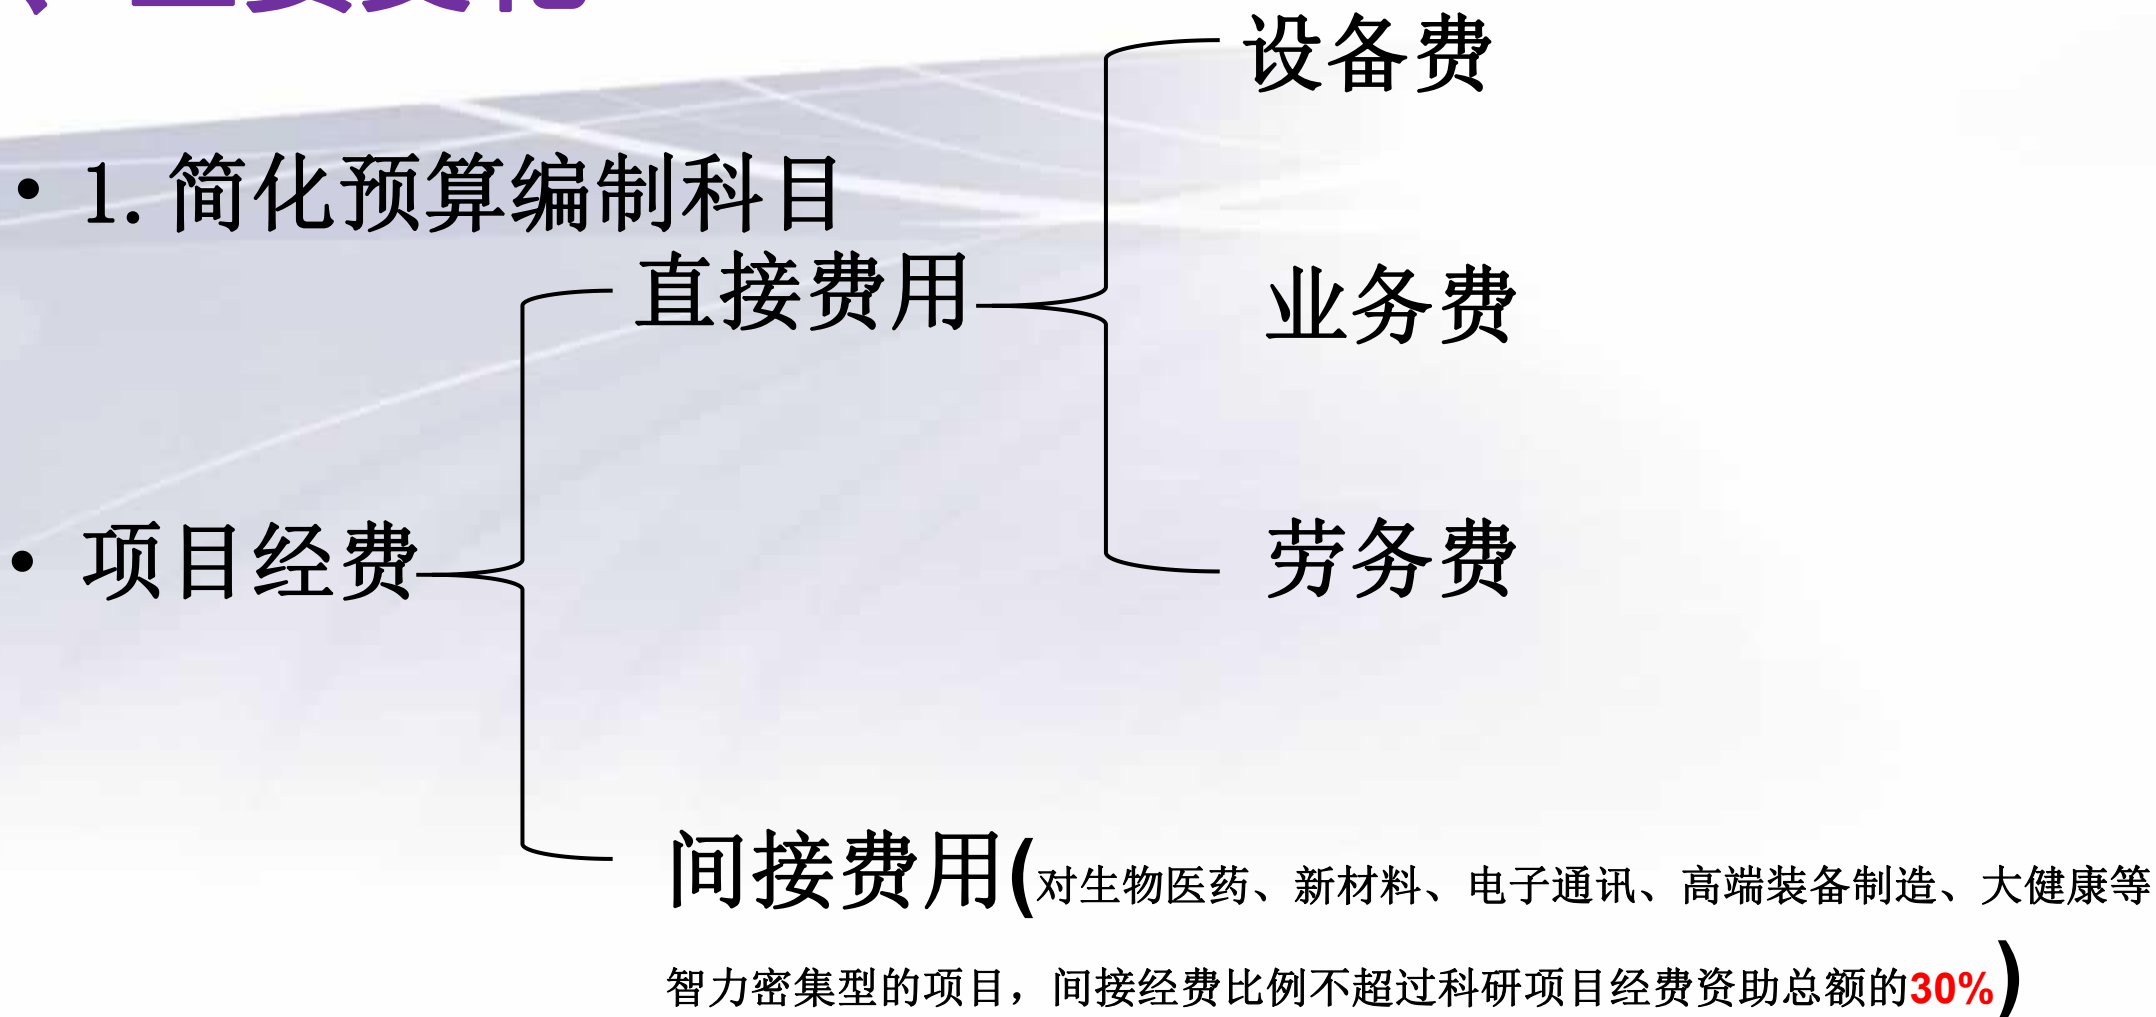 、主要变化
• 1. 简化预算编制科目
• 项目经费
直接费用
设备费
业务费
劳务费
间接费用(对生物医药、新材料、电子通讯、高端装备制造、大健康等
智力密集型的项目，间接经费比例不超过科研项目经费资助总额的30%)